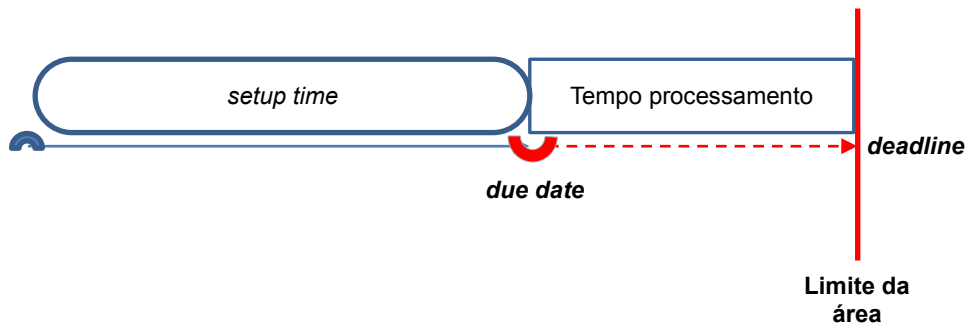 setup time
Tempo processamento
deadline
due date
Limite da
área